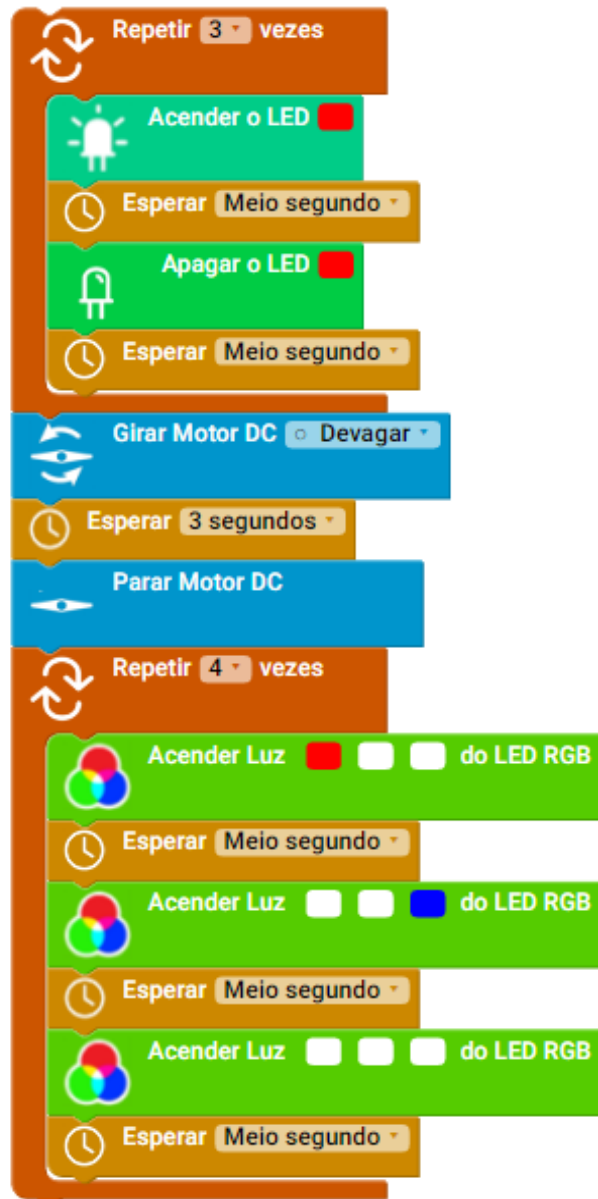 Repetir 3 vezes
Acender o LED
Esperar Meio segundo
Apagar o LED
Esperar Meio segundo
Girar Motor DC Devagar
Esperar 3 segundos
Parar Motor DC
Repetir 4 vezes
Acender Luz do LED RGB
Esperar Meio segundo
Acender Luz do LED RGB
Esperar Meio segundo
Acender Luz do LED RGB
Esperar Meio segundo